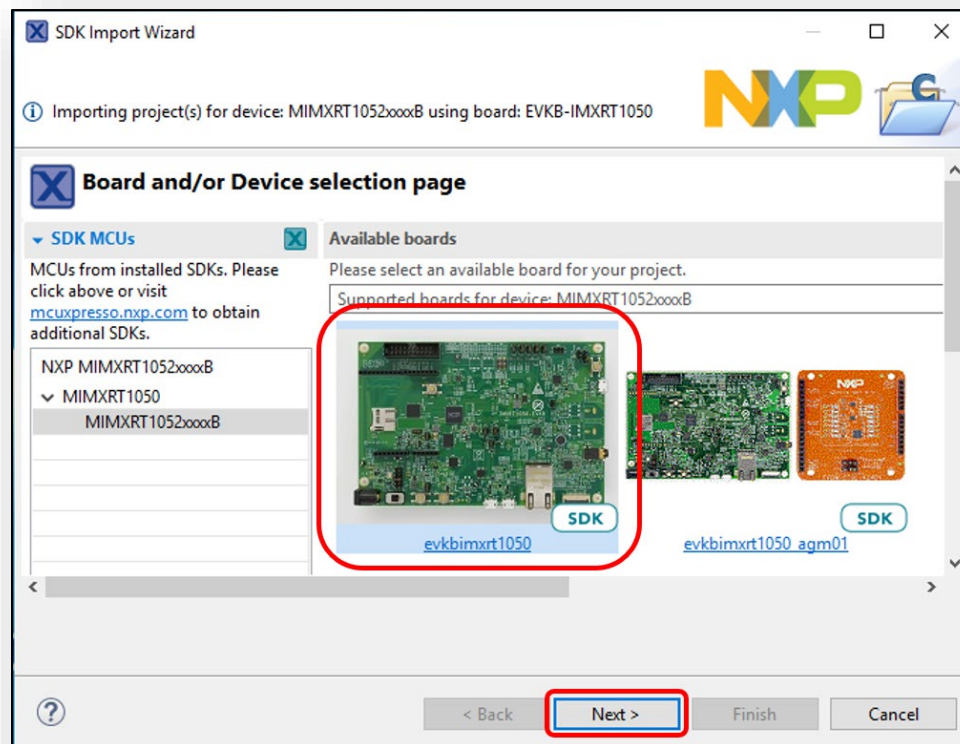 SDK Import Wizard
Importing project(s) for device: MIMXRT1052xxxxB using board: EVKB-IMXRT1050
NXP
Board and/or Device selection page
SDK MCUs
MCUs from installed SDKs. Please
click above or visit
mcuxpresso.nxp.com to obtain
additional SDKs.
NXP MIMXRT1052xxxxB
MIMXRT1050
MIMXRT1052xxxxB
Available boards
Please select an available board for your project.
Supported boards for device: MIMXRT1052xxxxB
SDK
evkbimxrt1050
NXP
SDK
evkbimxrt1050_agm01
< Back
Next >
Finish
Cancel